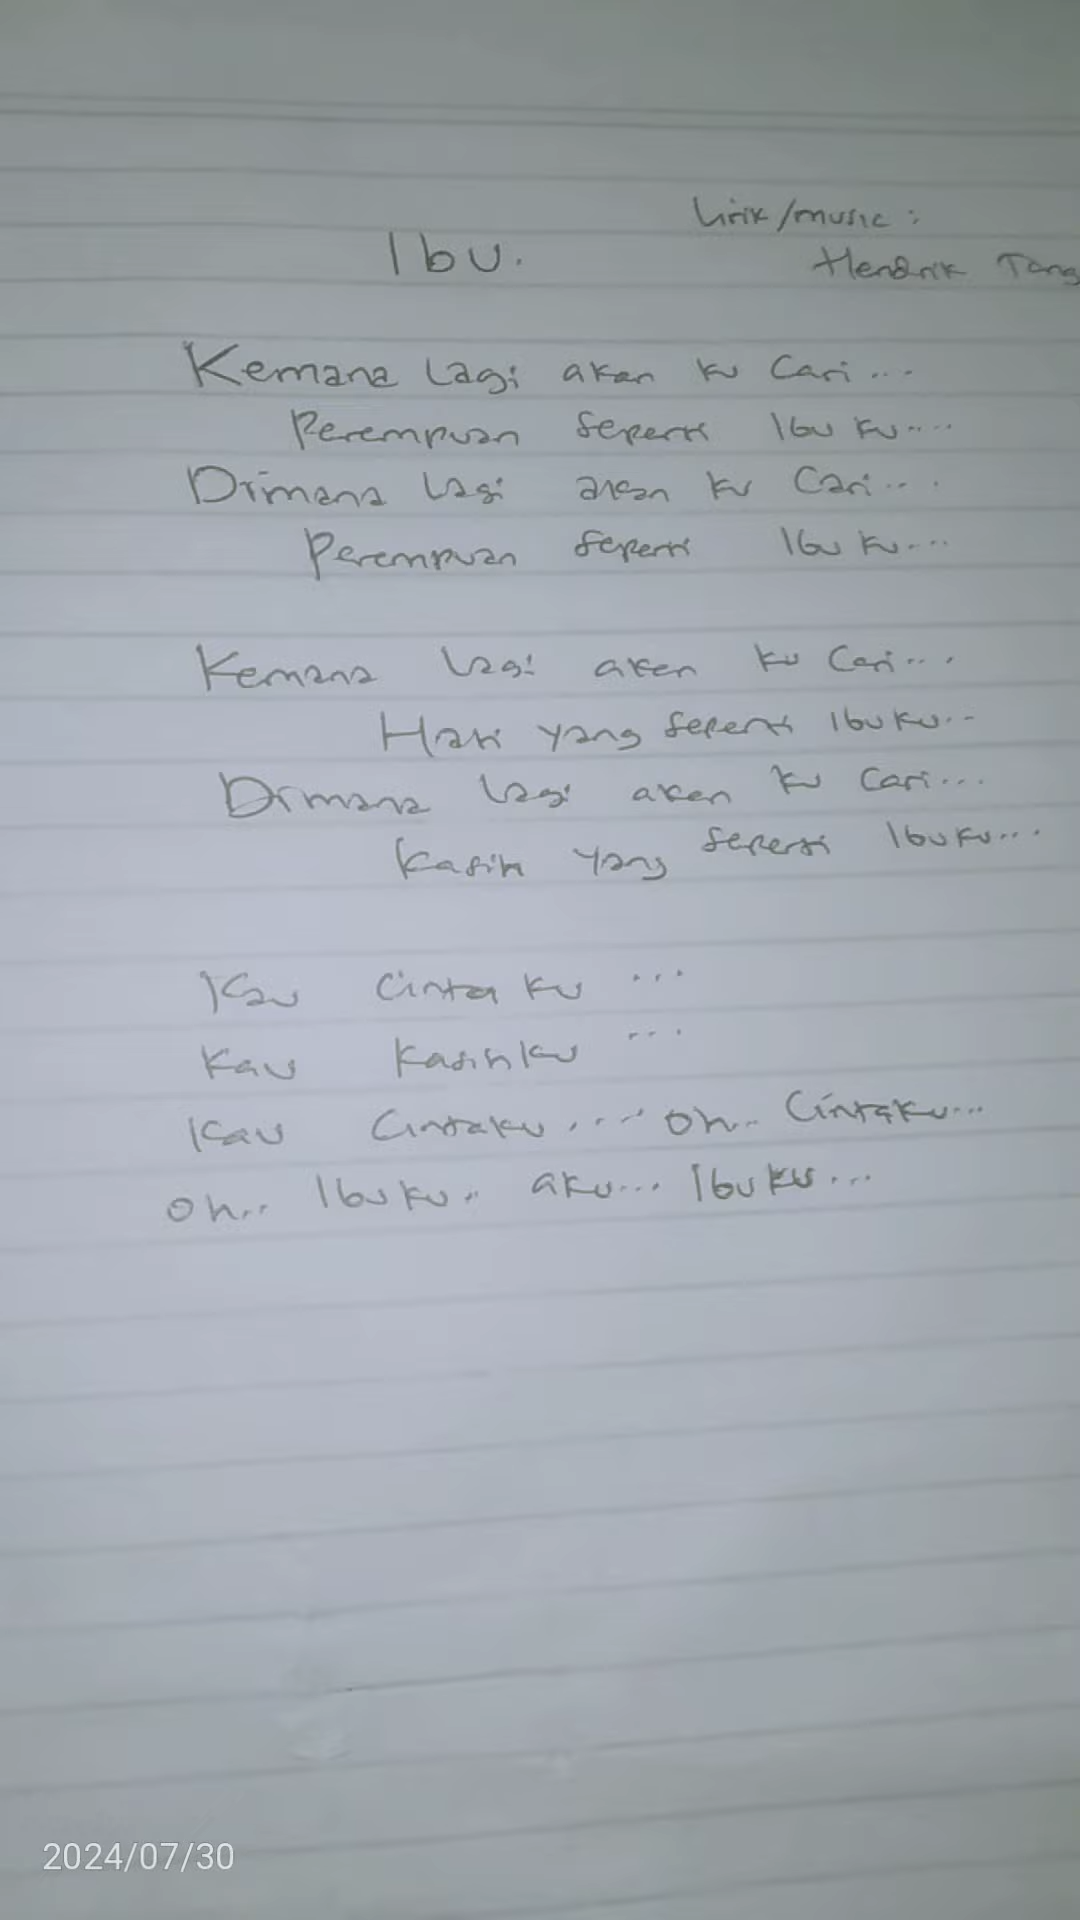 Lirik/music :
Ibu.
Hendrik Tang
Kemana Lagi akan ku Cari...
Perempuan seperti Ibu ku....
Dimana Lagi akan ku Cari...
Perempuan seperti Ibu ku...
Kemana Lagi akan ku Cari...
Hati yang seperti Ibuku...
Dimana lagi akan ku Cari...
Kasih yang seperti Ibuku...
Kau Cinta ku ...
Kau Kasihku ...
Kau Cintaku.... oh.. Cintaku...
oh.. Ibuku.. aku... Ibuku...
2024/07/30